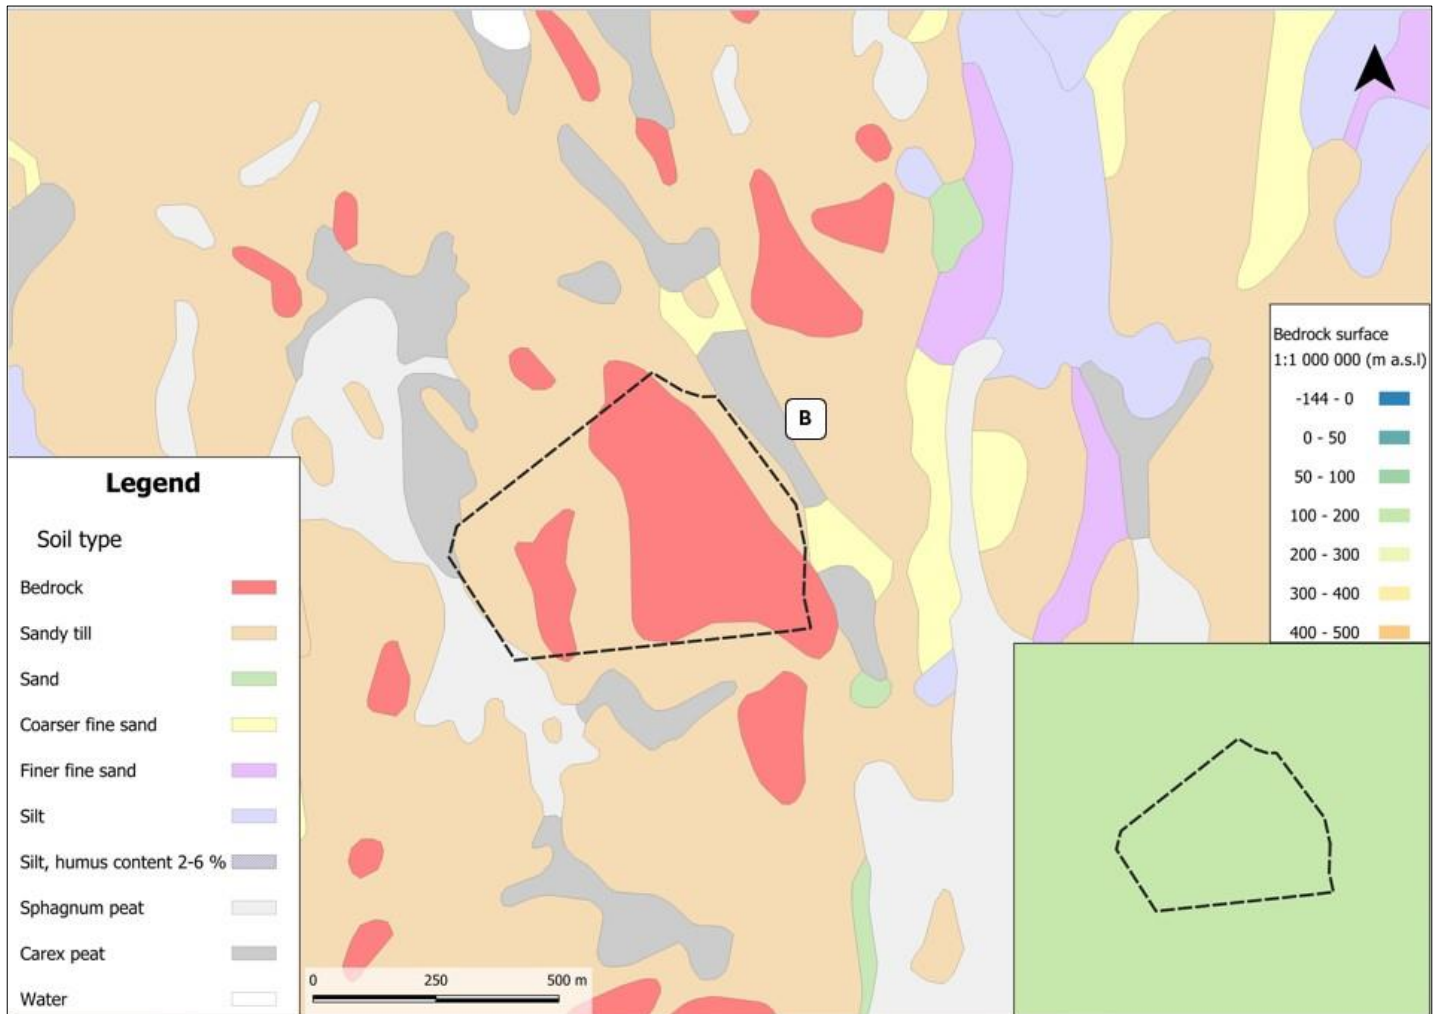 B
Bedrock surface
1:1 000 000 (m a.s.l)
-144 - 0
0 - 50
50 - 100
100 - 200
200 - 300
300 - 400
400 - 500
Legend
Soil type
Bedrock
Sandy till
Sand
Coarser fine sand
Finer fine sand
Silt
Silt, humus content 2-6 %
Sphagnum peat
Carex peat
Water
0 250 500 m